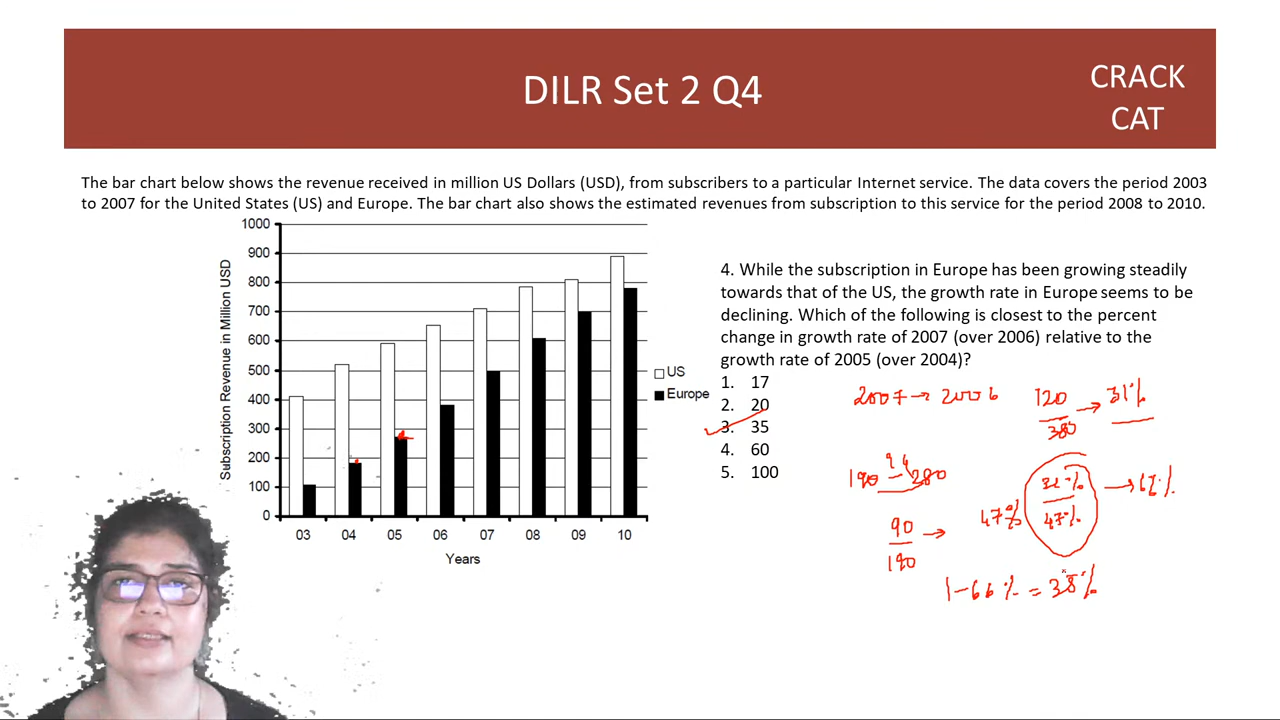 DILR Set 2 Q4
CRACK
CAT
The bar chart below shows the revenue received in million US Dollars (USD), from subscribers to a particular Internet service. The data covers the period 2003
to 2007 for the United States (US) and Europe. The bar chart also shows the estimated revenues from subscription to this service for the period 2008 to 2010.
Subscription Revenue in Million USD
1000
900
800
700
600
500
400
300
200
100
0
03 04 05 06 07 08 09 10
Years
US
Europe
4. While the subscription in Europe has been growing steadily
towards that of the US, the growth rate in Europe seems to be
declining. Which of the following is closest to the percent
change in growth rate of 2007 (over 2006) relative to the
growth rate of 2005 (over 2004)?
1. 17
2. 20
3. 35
4. 60
5. 100
2007 → 2006
120
380
→ 31%
190 - 280
90
190
→ 47%
47%
1-66% = 38%